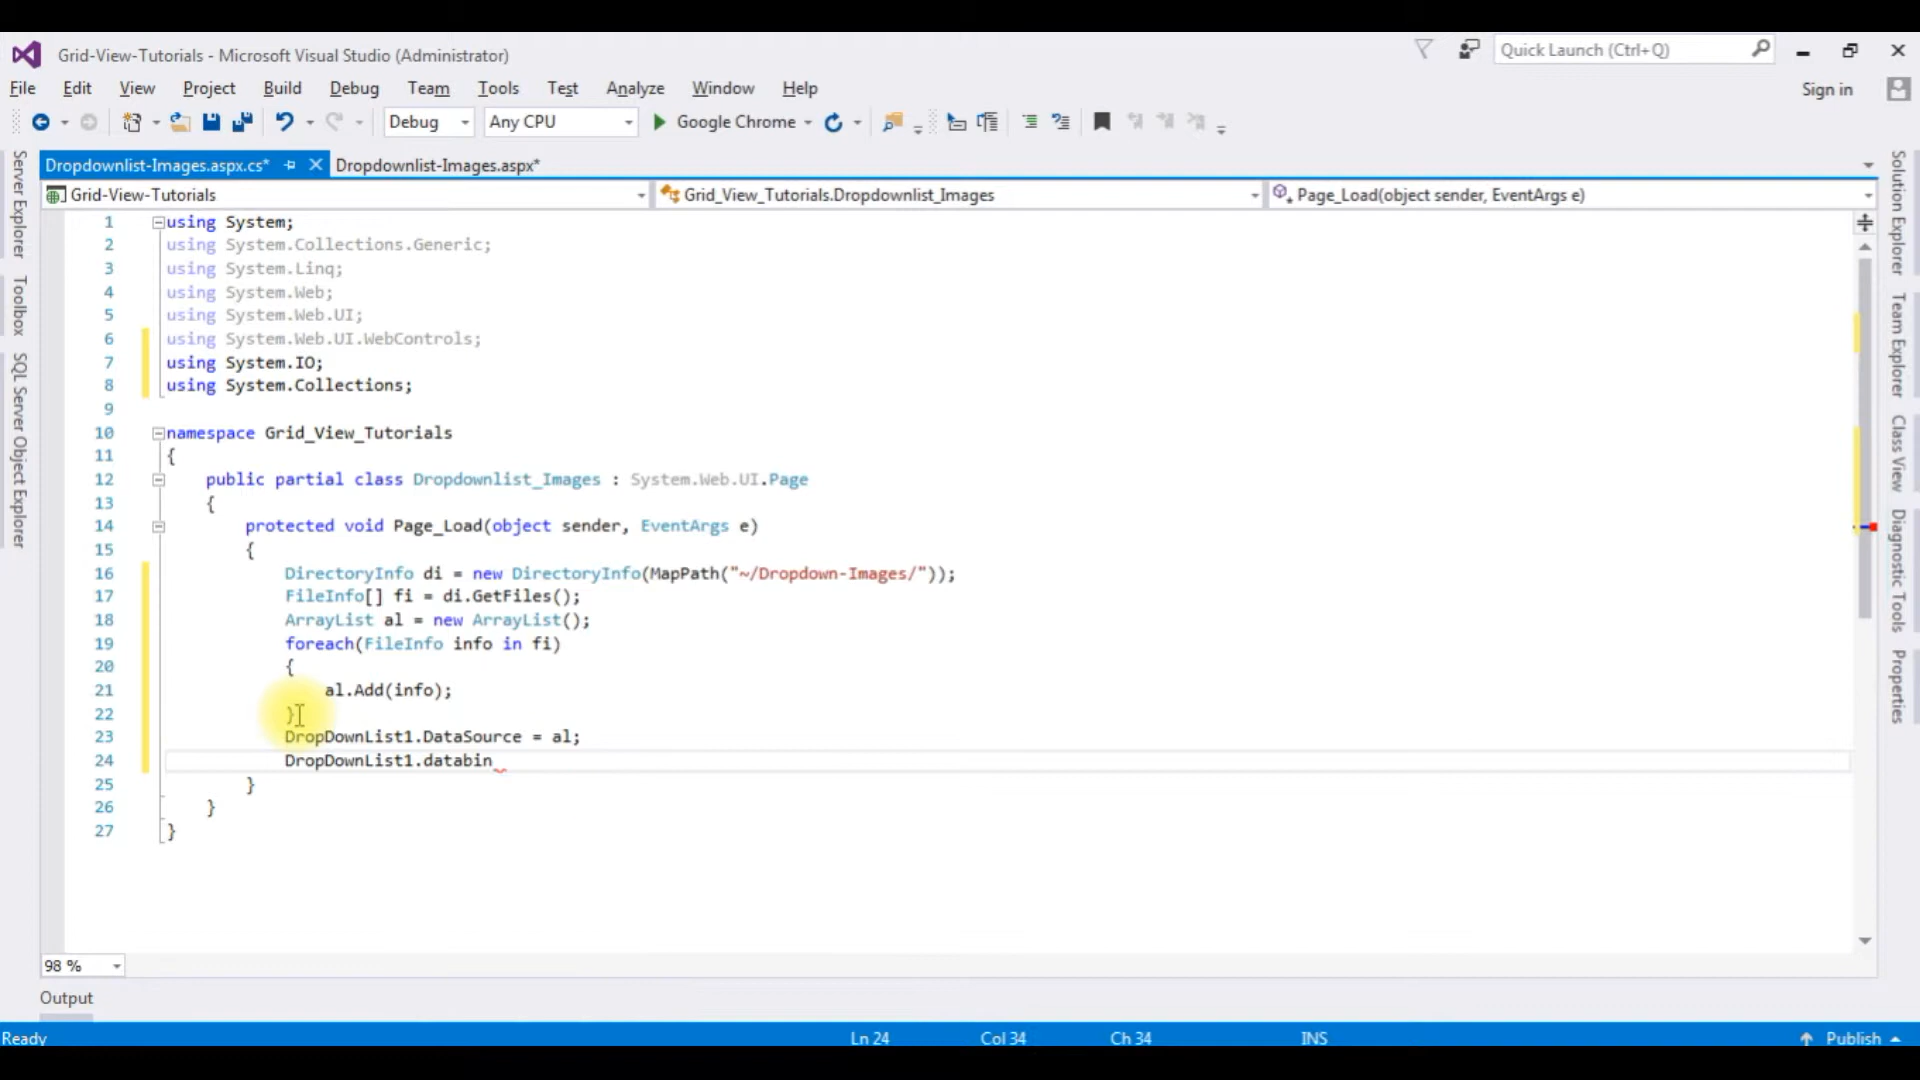 Grid-View-Tutorials - Microsoft Visual Studio (Administrator)
Quick Launch (Ctrl+Q)
File Edit View Project Build Debug Team Tools Test Analyze Window Help
Sign in
Debug Any CPU Google Chrome
Dropdownlist-Images.aspx.cs* Dropdownlist-Images.aspx*
Grid-View-Tutorials Grid_View_Tutorials.Dropdownlist_Images Page_Load(object sender, EventArgs e)
Server Explorer
Toolbox
SQL Server Object Explorer
1 using System;
2 using System.Collections.Generic;
3 using System.Linq;
4 using System.Web;
5 using System.Web.UI;
6 using System.Web.UI.WebControls;
7 using System.IO;
8 using System.Collections;
9
10 namespace Grid_View_Tutorials
11 {
12 public partial class Dropdownlist_Images : System.Web.UI.Page
13 {
14 protected void Page_Load(object sender, EventArgs e)
15 {
16 DirectoryInfo di = new DirectoryInfo(MapPath("~/Dropdown-Images/"));
17 FileInfo[] fi = di.GetFiles();
18 ArrayList al = new ArrayList();
19 foreach(FileInfo info in fi)
20 {
21 al.Add(info);
22 }
23 DropDownList1.DataSource = al;
24 DropDownList1.databin
25 }
26 }
27 }
Solution Explorer
Team Explorer
Class View
Diagnostic Tools
Properties
98 %
Output
Ready Ln 24 Col 34 Ch 34 INS Publish